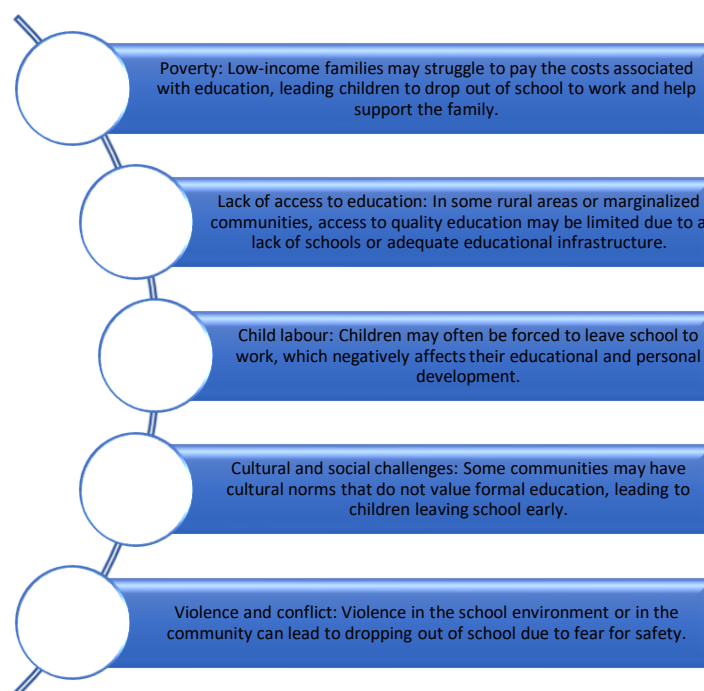 Poverty: Low-income families may struggle to pay the costs associated
with education, leading children to drop out of school to work and help
support the family.
Lack of access to education: In some rural areas or marginalized
communities, access to quality education may be limited due to a
lack of schools or adequate educational infrastructure.
Child labour: Children may often be forced to leave school to
work, which negatively affects their educational and personal
development.
Cultural and social challenges: Some communities may have
cultural norms that do not value formal education, leading to
children leaving school early.
Violence and conflict: Violence in the school environment or in the
community can lead to dropping out of school due to fear for safety.